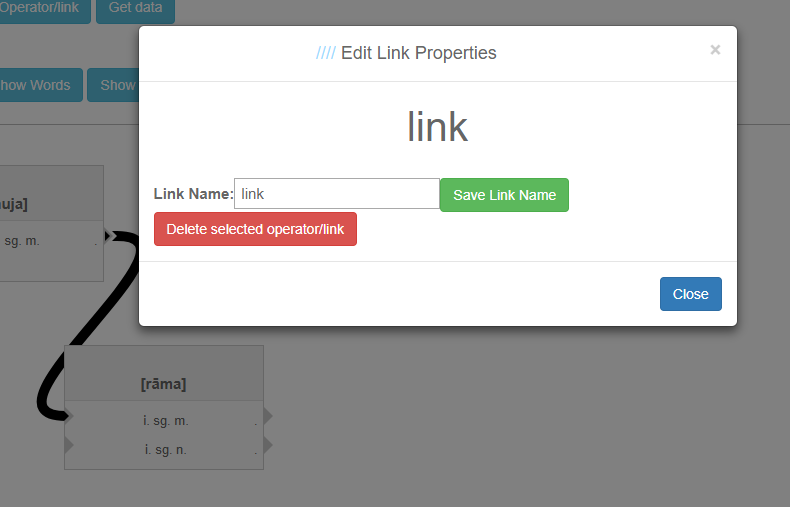 Operator/link Get data
//// Edit Link Properties ×
how Words Show
link
uja]
Link Name: link Save Link Name
Delete selected operator/link
sg. m. .
Close
[rāma]
i. sg. m. .
i. sg. n. .